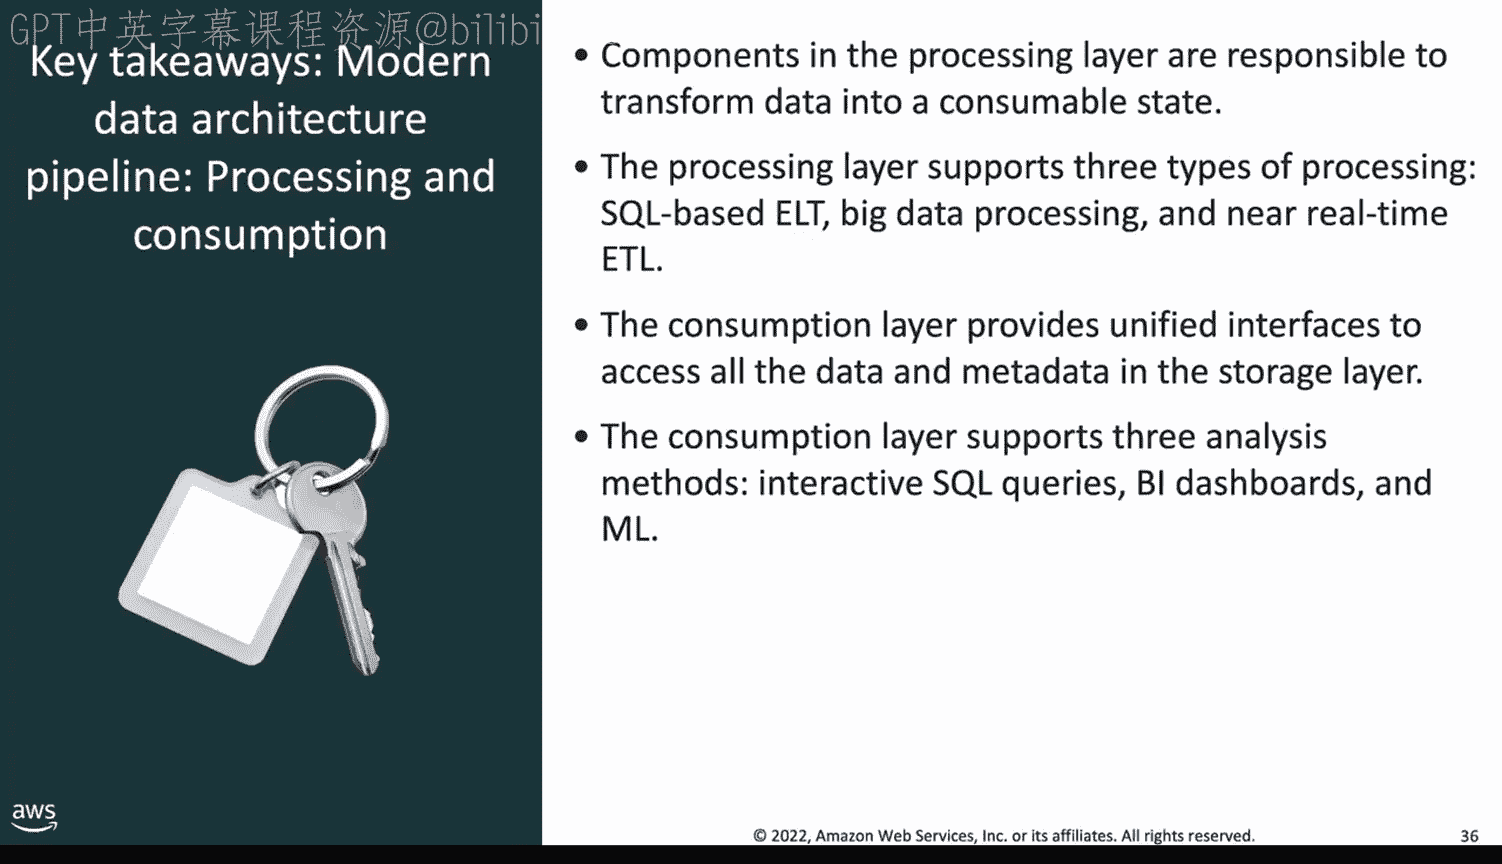 GPT中英字幕课程资源@bilibi
Key takeaways: Modern
data architecture
pipeline: Processing and
consumption
• Components in the processing layer are responsible to
transform data into a consumable state.
• The processing layer supports three types of processing:
SQL-based ELT, big data processing, and near real-time
ETL.
• The consumption layer provides unified interfaces to
access all the data and metadata in the storage layer.
• The consumption layer supports three analysis
methods: interactive SQL queries, BI dashboards, and
ML.
aws
© 2022, Amazon Web Services, Inc. or its affiliates. All rights reserved.
36